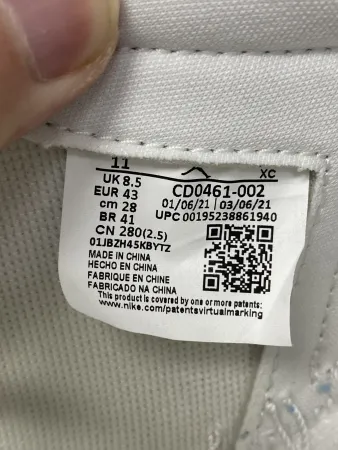 11 XC
UK 8.5
EUR 43
cm 28
BR 41
CN 280(2.5)
01JBZH45KBYTZ
CD0461-002
01/06/21 | 03/06/21
UPC 00195238861940
MADE IN CHINA
HECHO EN CHINA
FABRIQUE EN CHINE
FABRICADO NA CHINA
This product is covered by one or more patents:
www.nike.com/patentsvirtualmarking